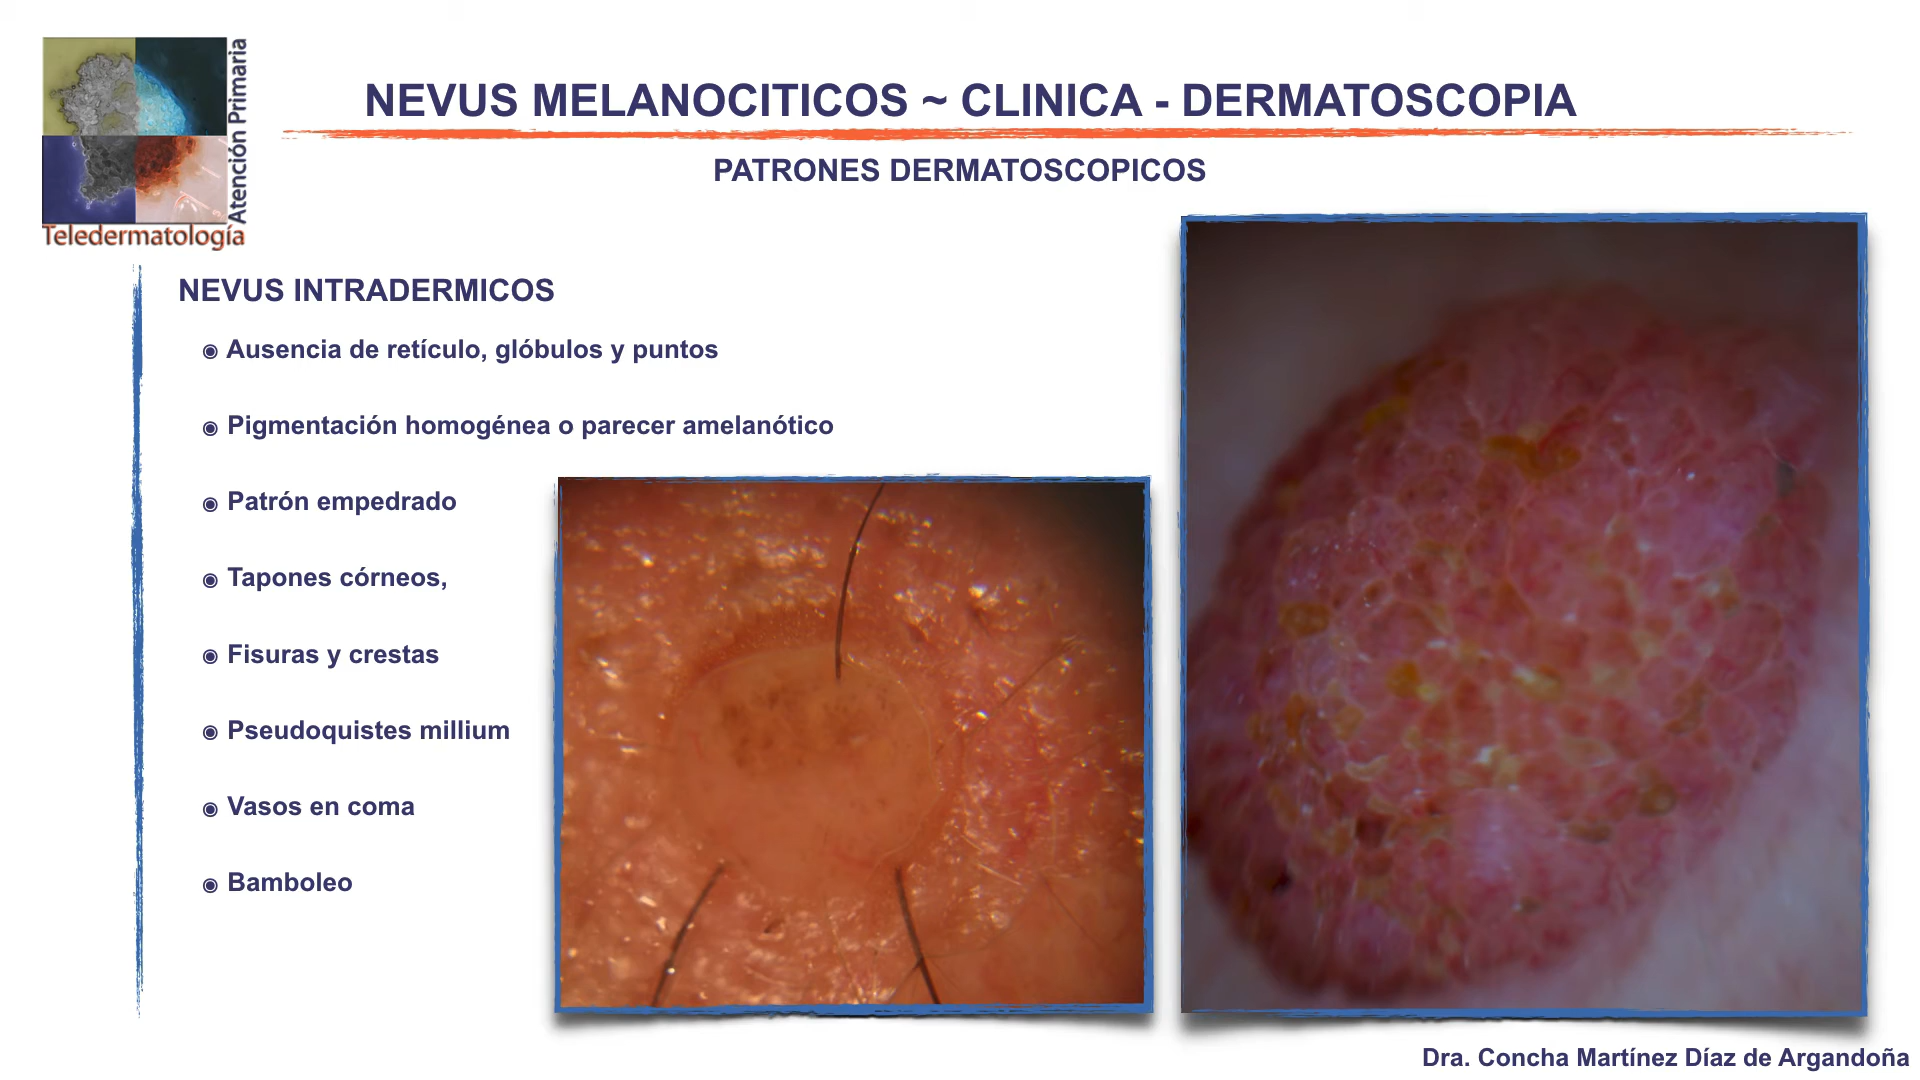 NEVUS MELANOCITICOS ~ CLINICA - DERMATOSCOPIA
PATRONES DERMATOSCOPICOS
Atención Primaria
Teledermatología
NEVUS INTRADERMICOS
◉ Ausencia de retículo, glóbulos y puntos
◉ Pigmentación homogénea o parecer amelanótico
◉ Patrón empedrado
◉ Tapones córneos,
◉ Fisuras y crestas
◉ Pseudoquistes millium
◉ Vasos en coma
◉ Bamboleo
Dra. Concha Martínez Díaz de Argandoña